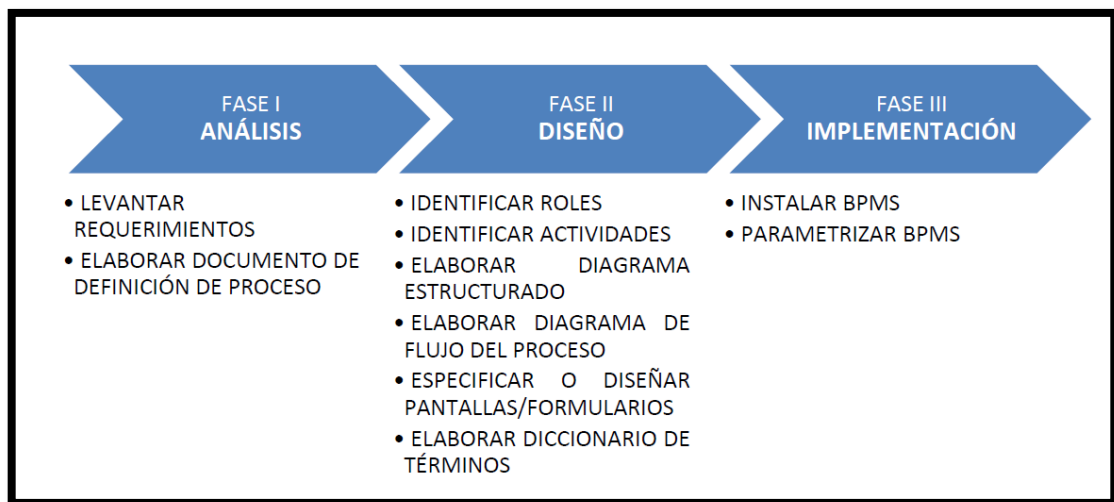 FASE I
ANÁLISIS
• LEVANTAR
REQUERIMIENTOS
• ELABORAR DOCUMENTO DE
DEFINICIÓN DE PROCESO
FASE II
DISEÑO
• IDENTIFICAR ROLES
• IDENTIFICAR ACTIVIDADES
• ELABORAR DIAGRAMA
ESTRUCTURADO
• ELABORAR DIAGRAMA DE
FLUJO DEL PROCESO
• ESPECIFICAR O DISEÑAR
PANTALLAS/FORMULARIOS
• ELABORAR DICCIONARIO DE
TÉRMINOS
FASE III
IMPLEMENTACIÓN
• INSTALAR BPMS
• PARAMETRIZAR BPMS